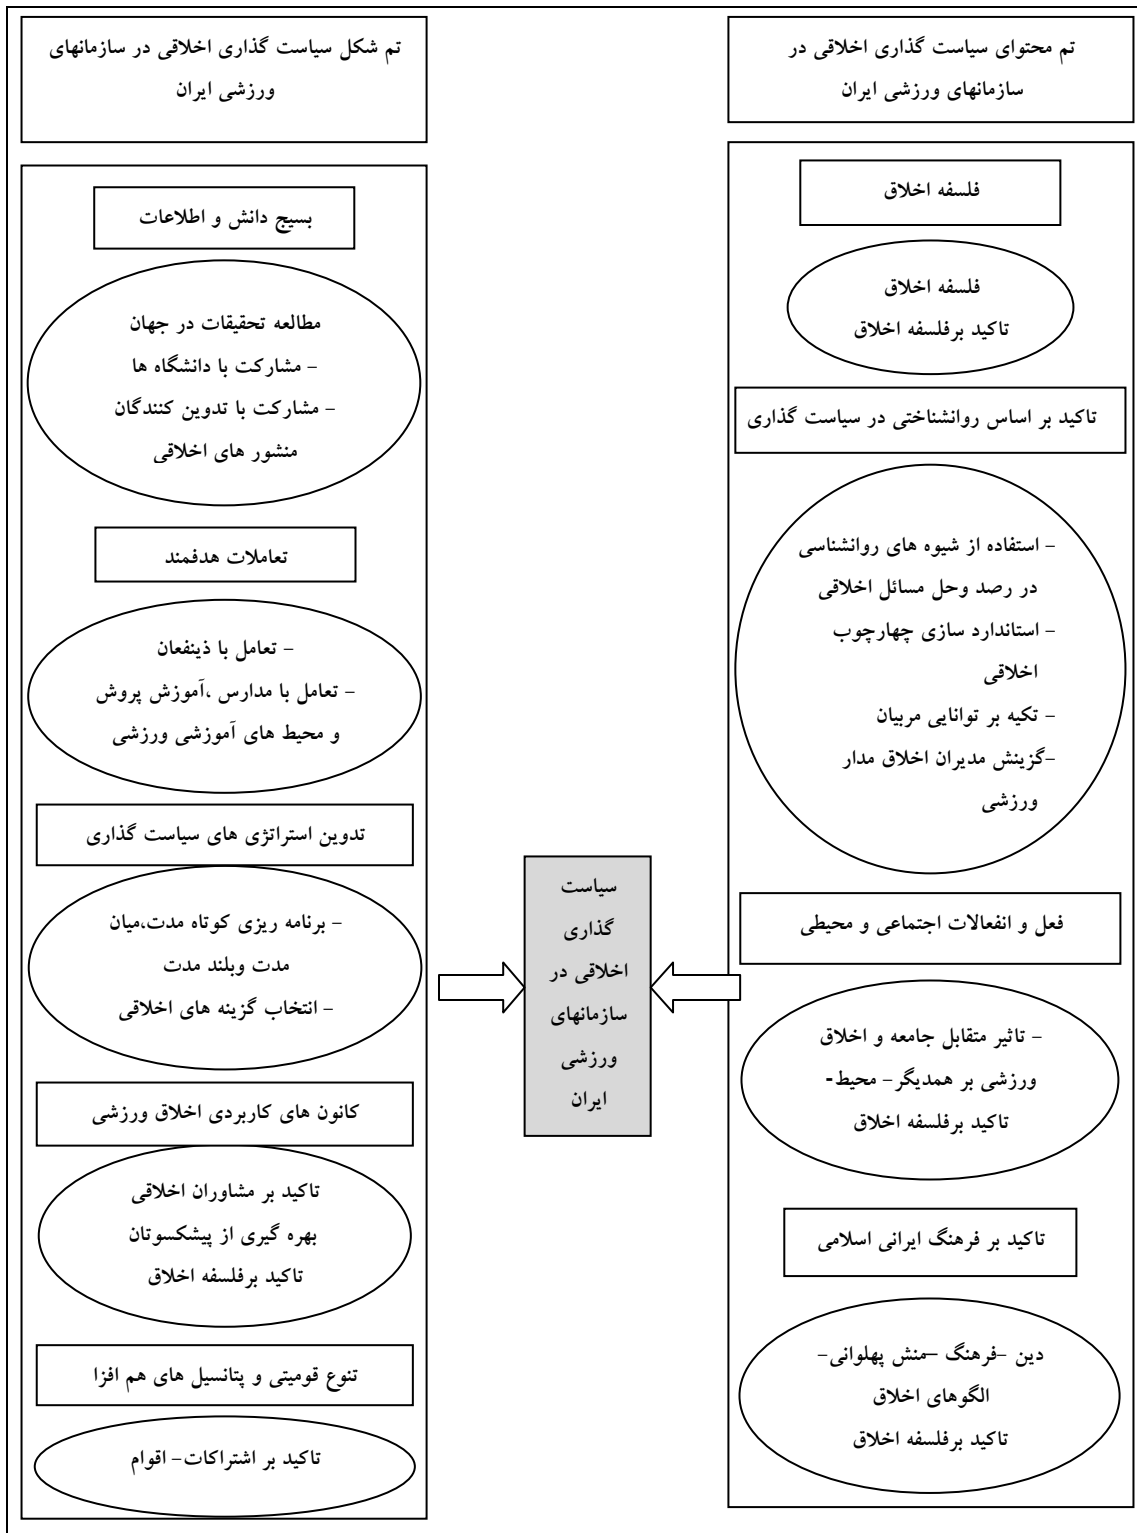 تم محتوای سیاست گذاری اخلاقی در
سازمانهای ورزشی ایران
فلسفه اخلاق
فلسفه اخلاق
تاکید برفلسفه اخلاق
تاکید بر اساس روانشناختی در سیاست گذاری
– استفاده از شیوه های روانشناسی
در رصد وحل مسائل اخلاقی
– استاندارد سازی چهارچوب
اخلاقی
– تکیه بر توانایی مربیان
–گزینش مدیران اخلاق مدار
ورزشی
فعل و انفعالات اجتماعی و محیطی
– تاثیر متقابل جامعه و اخلاق
ورزشی بر همدیگر– محیط-
تاکید برفلسفه اخلاق
تاکید بر فرهنگ ایرانی اسلامی
دین –فرهنگ –منش پهلوانی–
الگوهای اخلاق
تاکید برفلسفه اخلاق
سیاست
گذاری
اخلاقی در
سازمانهای
ورزشی
ایران
تم شکل سیاست گذاری اخلاقی در سازمانهای
ورزشی ایران
بسیج دانش و اطلاعات
مطالعه تحقیقات در جهان
– مشارکت با دانشگاه ها
– مشارکت با تدوین کنندگان
منشور های اخلاقی
تعاملات هدفمند
– تعامل با ذینفعان
– تعامل با مدارس ،آموزش پروش
و محیط های آموزشی ورزشی
تدوین استراتژی های سیاست گذاری
– برنامه ریزی کوتاه مدت،میان
مدت وبلند مدت
– انتخاب گزینه های اخلاقی
کانون های کاربردی اخلاق ورزشی
تاکید بر مشاوران اخلاقی
بهره گیری از پیشکسوتان
تاکید برفلسفه اخلاق
تنوع قومیتی و پتانسیل های هم افزا
تاکید بر اشتراکات– اقوام